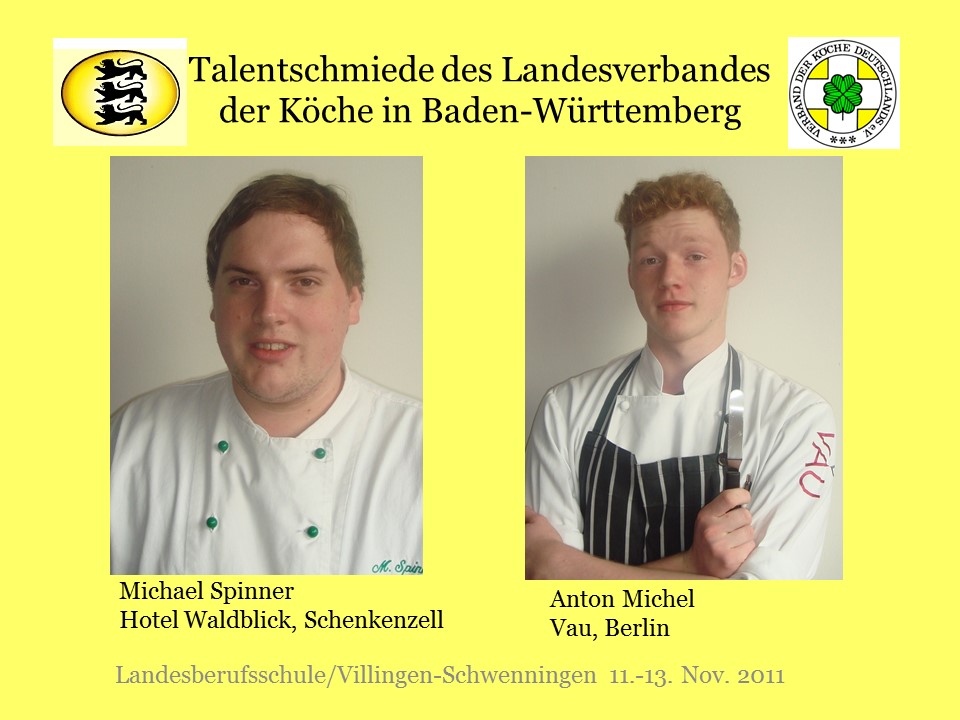 Talentschmiede des Landesverbandes
der Köche in Baden-Württemberg
VERBAND DER KÖCHE DEUTSCHLANDS e.V.
***
VAU
M. Spin
Michael Spinner
Hotel Waldblick, Schenkenzell
Anton Michel
Vau, Berlin
Landesberufsschule/Villingen-Schwenningen 11.-13. Nov. 2011